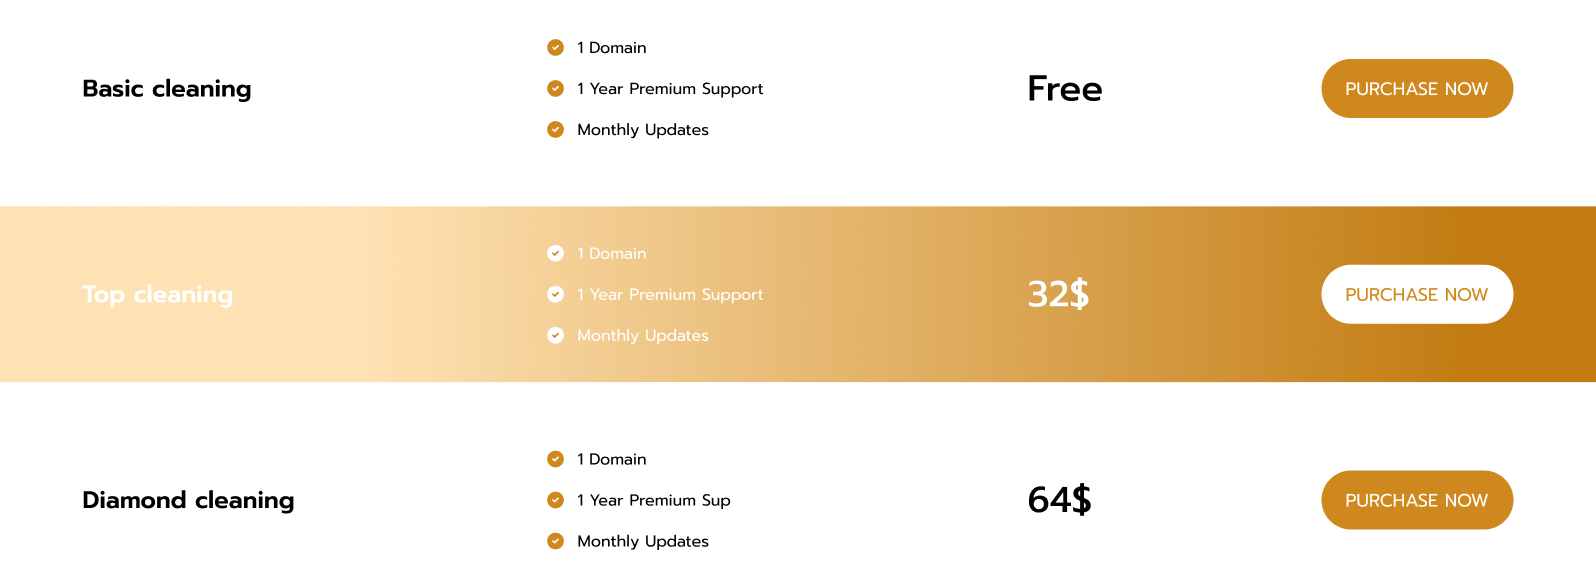 Basic cleaning
1 Domain
1 Year Premium Support
Monthly Updates
Free
PURCHASE NOW
Top cleaning
1 Domain
1 Year Premium Support
Monthly Updates
32$
PURCHASE NOW
Diamond cleaning
1 Domain
1 Year Premium Sup
Monthly Updates
64$
PURCHASE NOW